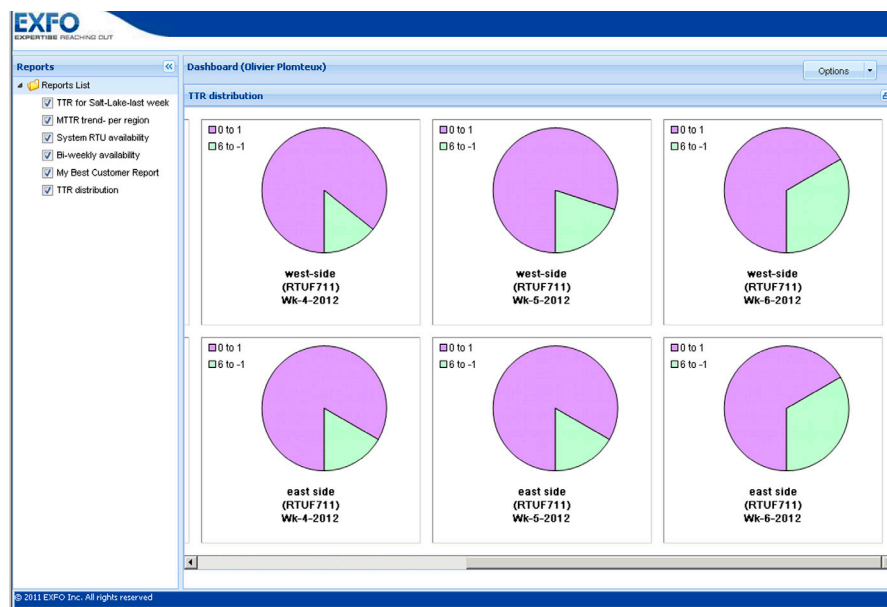 EXFO
EXPERTISE REACHING OUT
Reports
Dashboard (Olivier Plomteux)
Options
Reports List
TTR for Salt-Lake-last week
MTTR trend- per region
System RTU availability
Bi-weekly availability
My Best Customer Report
TTR distribution
TTR distribution
0 to 1
6 to -1
west-side
(RTUF711)
Wk-4-2012
0 to 1
6 to -1
west-side
(RTUF711)
Wk-5-2012
0 to 1
6 to -1
west-side
(RTUF711)
Wk-6-2012
0 to 1
6 to -1
east side
(RTUF711)
Wk-4-2012
0 to 1
6 to -1
east side
(RTUF711)
Wk-5-2012
0 to 1
6 to -1
east side
(RTUF711)
Wk-6-2012
© 2011 EXFO Inc. All rights reserved